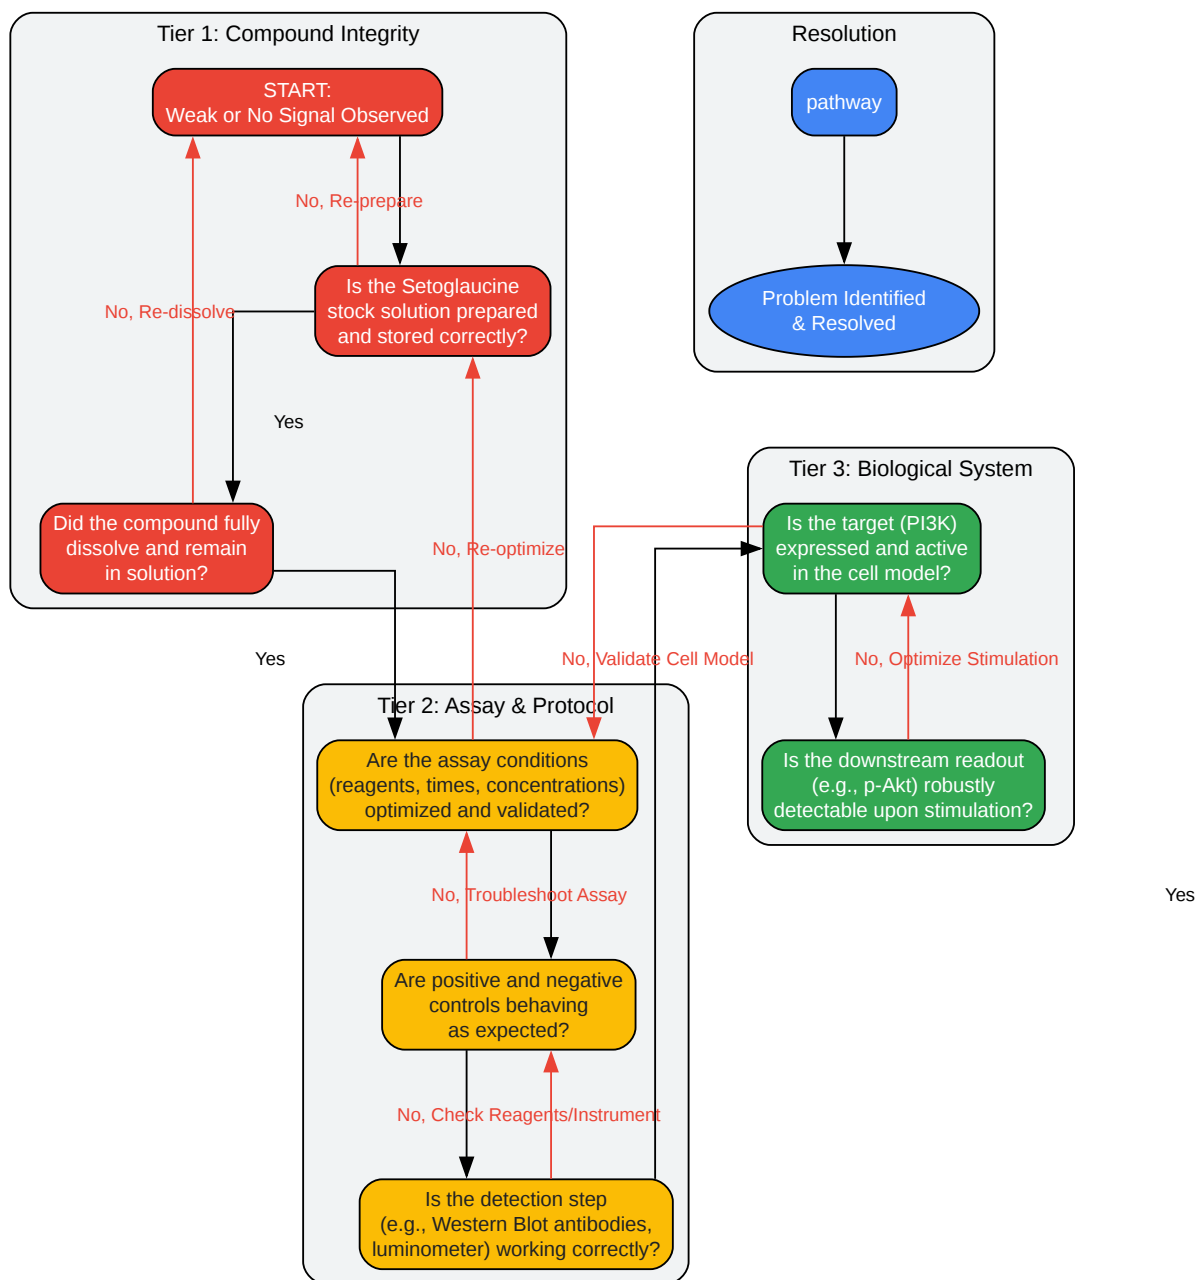 Tier 1: Compound Integrity
START:
Weak or No Signal Observed
No, Re-prepare
Is the Setoglaucine
stock solution prepared
and stored correctly?
No, Re-dissolve
Yes
Did the compound fully
dissolve and remain
in solution?
No, Re-optimize
Yes
Resolution
pathway
Problem Identified
& Resolved
Tier 3: Biological System
Is the target (PI3K)
expressed and active
in the cell model?
No, Validate Cell Model
No, Optimize Stimulation
Is the downstream readout
(e.g., p-Akt) robustly
detectable upon stimulation?
Yes
Tier 2: Assay & Protocol
Are the assay conditions
(reagents, times, concentrations)
optimized and validated?
No, Troubleshoot Assay
Are positive and negative
controls behaving
as expected?
No, Check Reagents/Instrument
Is the detection step
(e.g., Western Blot antibodies,
luminometer) working correctly?